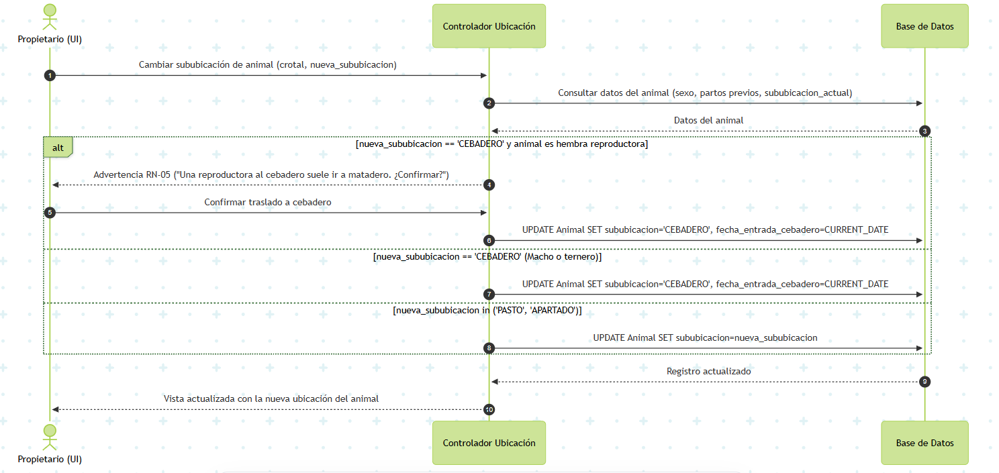 Propietario (UI)
Controlador Ubicación
Base de Datos
Cambiar sububicación de animal (crotal, nueva_sububicacion)
1
Consultar datos del animal (sexo, partos previos, sububicacion_actual)
2
Datos del animal
3
alt
[nueva_sububicacion == 'CEBADERO' y animal es hembra reproductora]
Advertencia RN-05 ("Una reproductora al cebadero suele ir a matadero. ¿Confirmar?")
4
Confirmar traslado a cebadero
5
UPDATE Animal SET sububicacion='CEBADERO', fecha_entrada_cebadero=CURRENT_DATE
6
[nueva_sububicacion == 'CEBADERO' (Macho o ternero)]
UPDATE Animal SET sububicacion='CEBADERO', fecha_entrada_cebadero=CURRENT_DATE
7
[nueva_sububicacion in ('PASTO', 'APARTADO')]
UPDATE Animal SET sububicacion=nueva_sububicacion
8
Registro actualizado
9
Vista actualizada con la nueva ubicación del animal
10
Propietario (UI)
Controlador Ubicación
Base de Datos